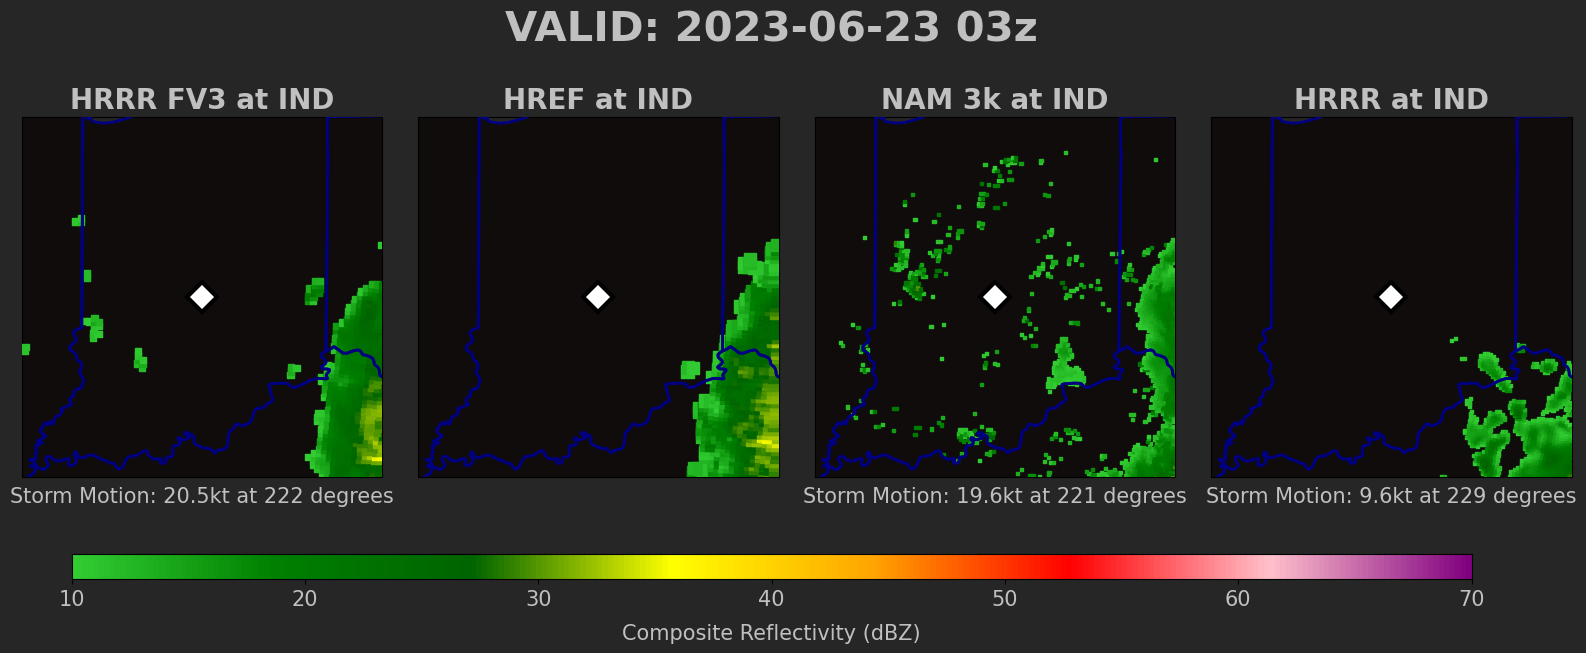 VALID: 2023-06-23 03z
HRRR FV3 at IND
HREF at IND
NAM 3k at IND
HRRR at IND
Storm Motion: 20.5kt at 222 degrees
Storm Motion: 19.6kt at 221 degrees
Storm Motion: 9.6kt at 229 degrees
10 20 30 40 50 60 70
Composite Reflectivity (dBZ)